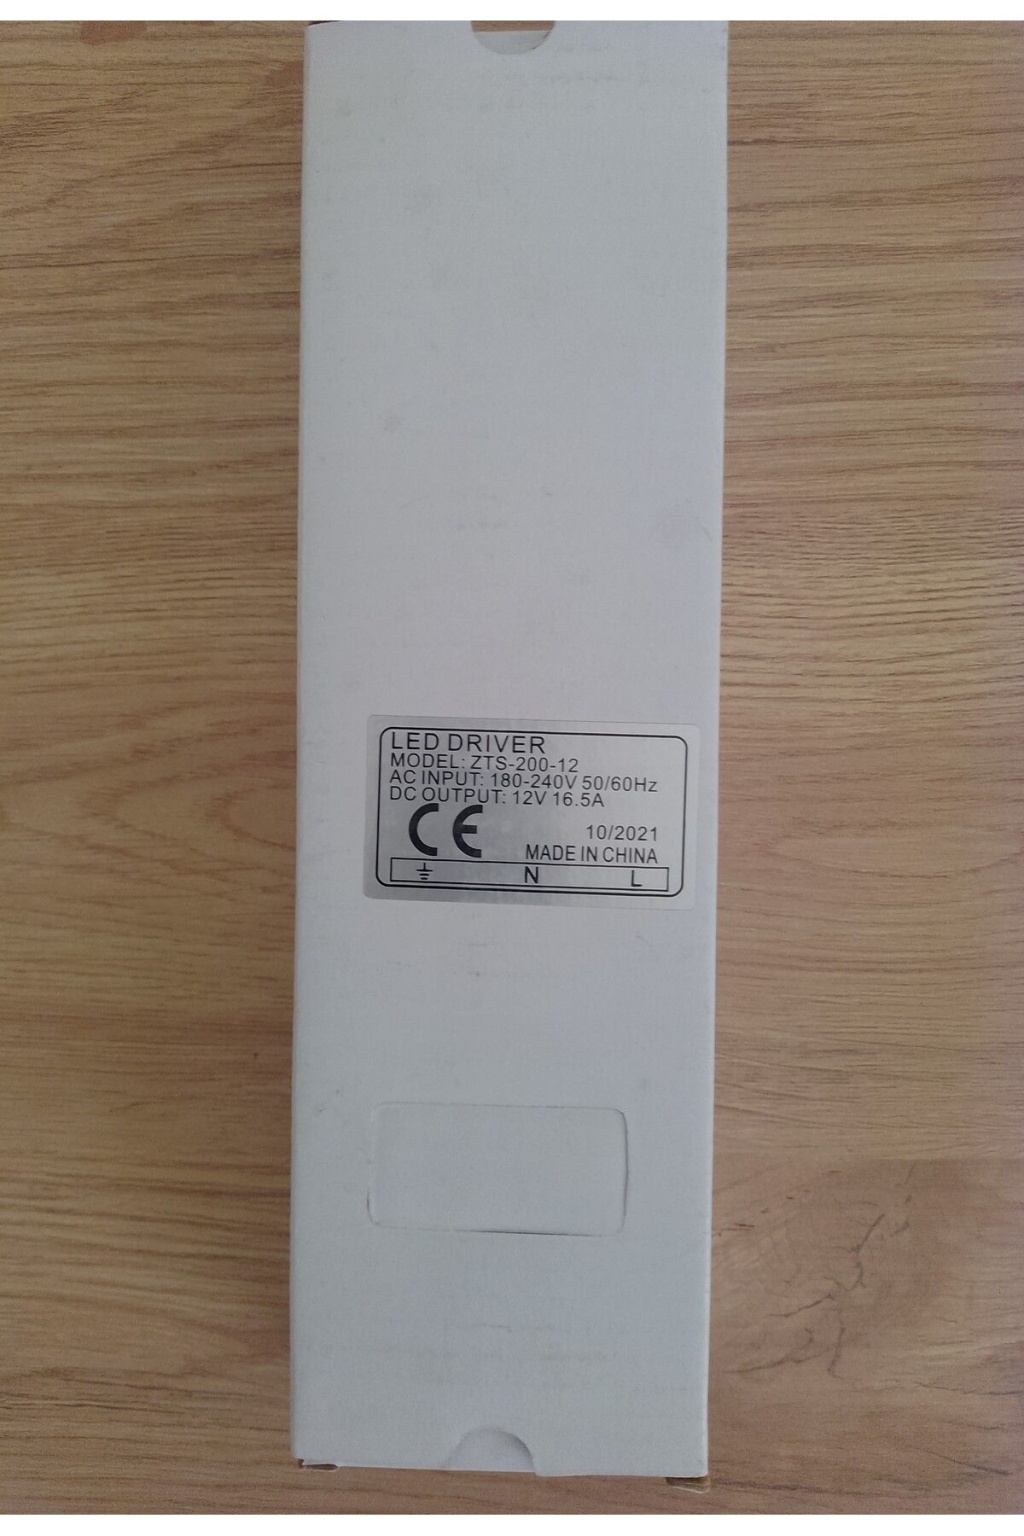 LED DRIVER
MODEL: ZTS-200-12
AC INPUT: 180-240V 50/60Hz
DC OUTPUT: 12V 16.5A
CE
10/2021
MADE IN CHINA
⏚ N L